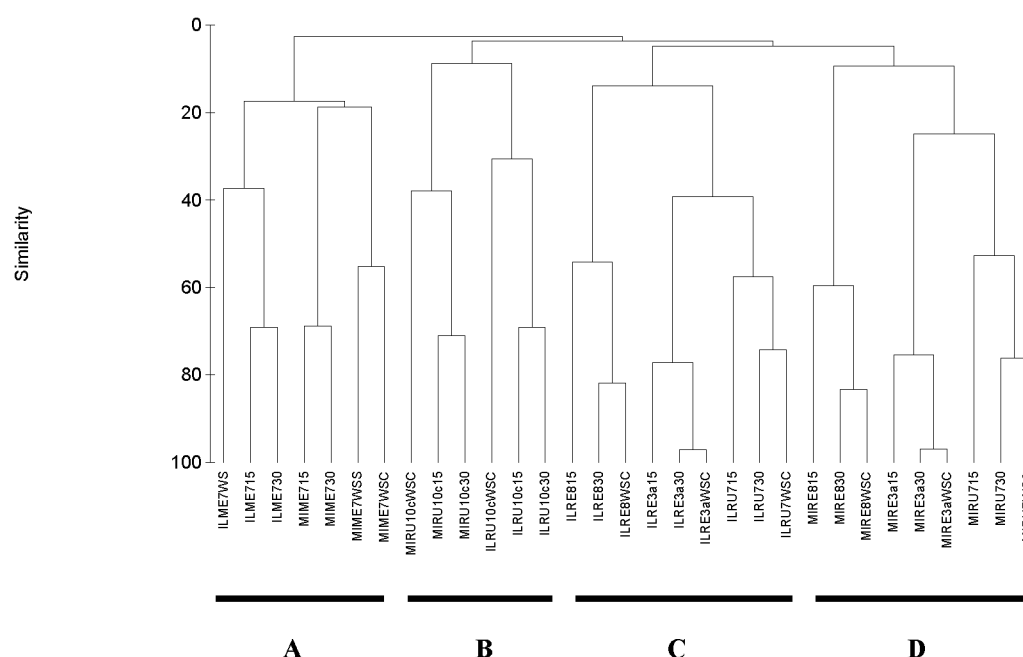 0
20
40
60
80
100
Similarity
ILME7WS
ILME715
ILME730
MIME715
MIME730
MIME7WSS
MIME7WSC
MIRU10cWSC
MIRU10c15
MIRU10c30
ILRU10cWSC
ILRU10c15
ILRU10c30
ILRE815
ILRE830
ILRE8WSC
ILRE3a15
ILRE3a30
ILRE3aWSC
ILRU715
ILRU730
ILRU7WSC
MIRE815
MIRE830
MIRE8WSC
MIRE3a15
MIRE3a30
MIRE3aWSC
MIRU715
MIRU730
A B C D